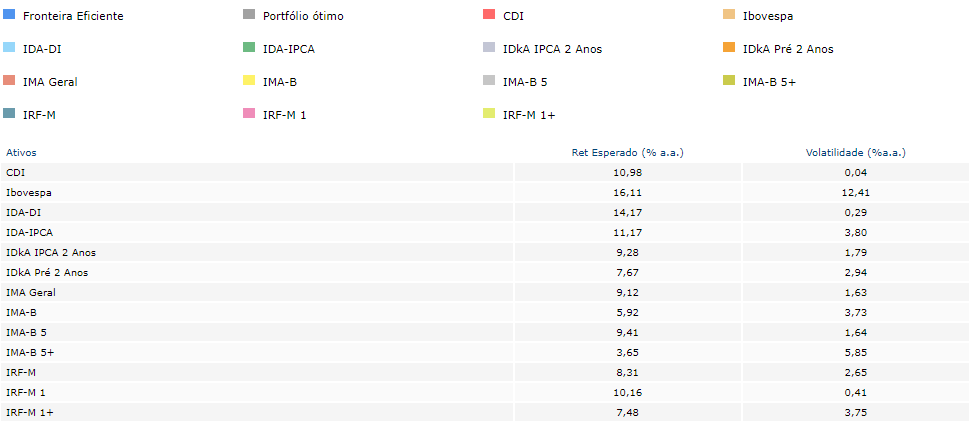 Fronteira Eficiente Portfólio ótimo CDI Ibovespa
IDA-DI IDA-IPCA IDkA IPCA 2 Anos IDkA Pré 2 Anos
IMA Geral IMA-B IMA-B 5 IMA-B 5+
IRF-M IRF-M 1 IRF-M 1+
Ativos Ret Esperado (% a.a.) Volatilidade (%a.a.)
CDI 10,98 0,04
Ibovespa 16,11 12,41
IDA-DI 14,17 0,29
IDA-IPCA 11,17 3,80
IDkA IPCA 2 Anos 9,28 1,79
IDkA Pré 2 Anos 7,67 2,94
IMA Geral 9,12 1,63
IMA-B 5,92 3,73
IMA-B 5 9,41 1,64
IMA-B 5+ 3,65 5,85
IRF-M 8,31 2,65
IRF-M 1 10,16 0,41
IRF-M 1+ 7,48 3,75